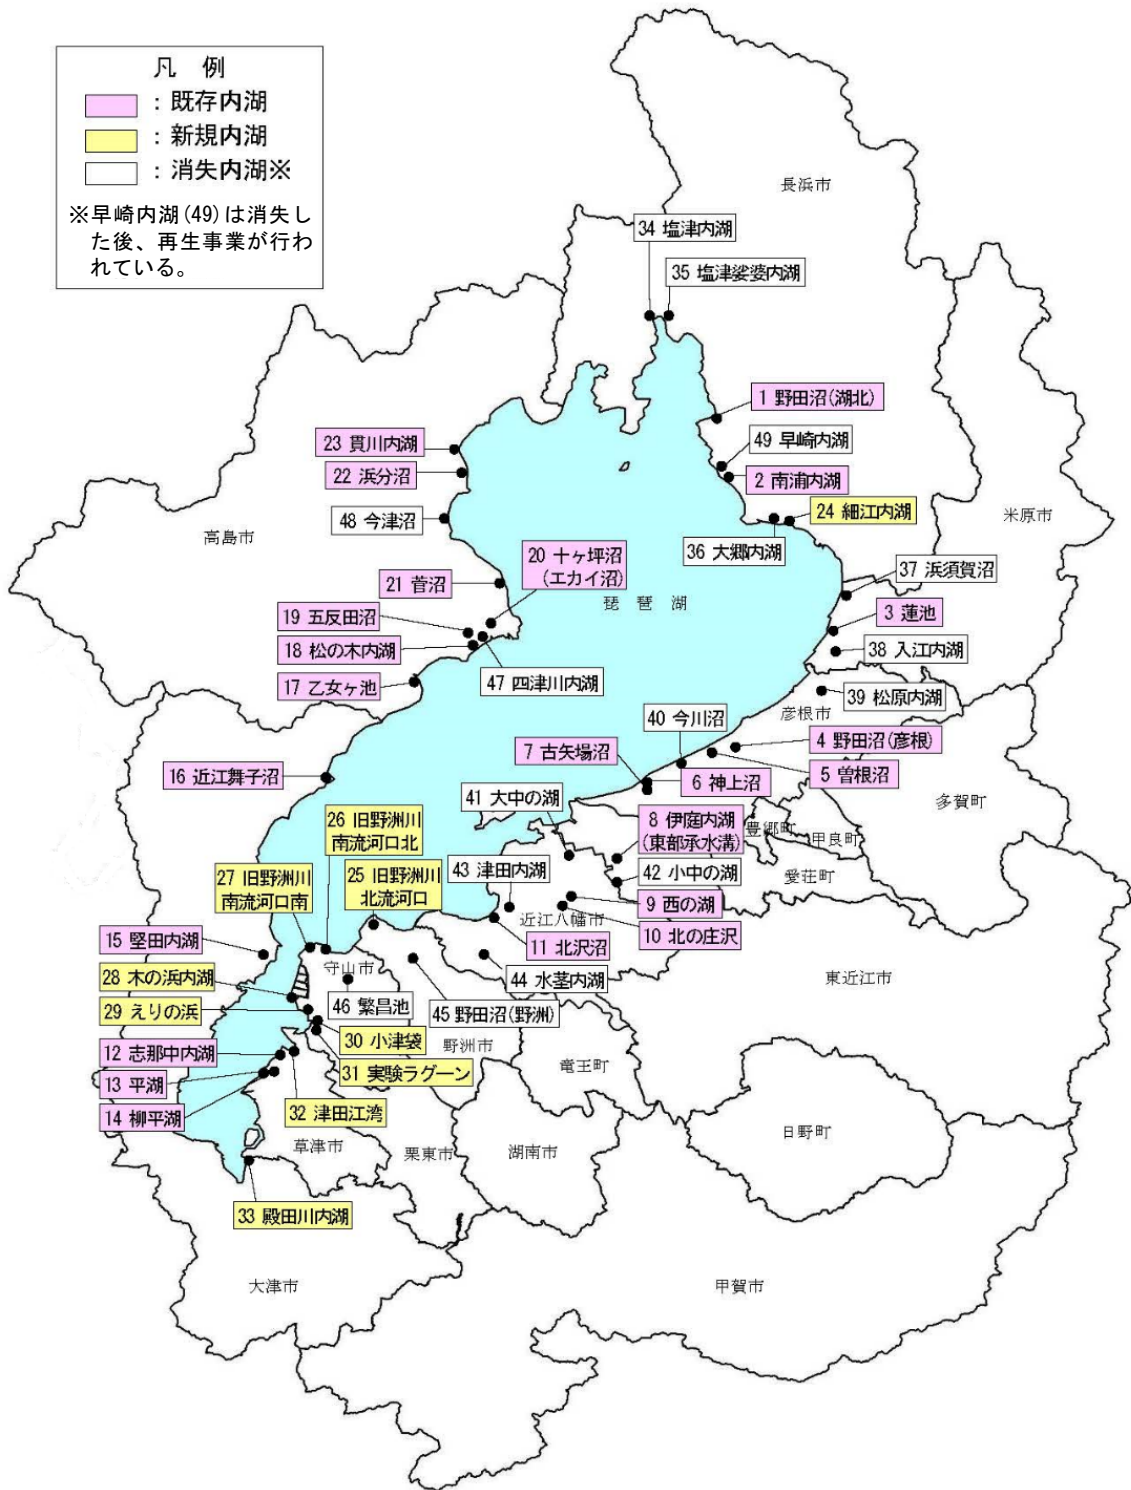 凡 例
：既存内湖
：新規内湖
：消失内湖※
※早崎内湖(49)は消失し
た後、再生事業が行わ
れている。
長浜市
34 塩津内湖
35 塩津娑婆内湖
1 野田沼(湖北)
23 貫川内湖
49 早崎内湖
22 浜分沼
2 南浦内湖
48 今津沼
24 細江内湖
米原市
高島市
36 大郷内湖
20 十ヶ坪沼
(エカイ沼)
37 浜須賀沼
21 菅沼
琵琶湖
19 五反田沼
3 蓮池
18 松の木内湖
38 入江内湖
47 四津川内湖
17 乙女ヶ池
39 松原内湖
彦根市
40 今川沼
4 野田沼(彦根)
7 古矢場沼
5 曽根沼
16 近江舞子沼
6 神上沼
41 大中の湖
多賀町
26 旧野洲川
南流河口北
8 伊庭内湖
(東部承水溝)
豊郷町
甲良町
43 津田内湖
42 小中の湖
愛荘町
27 旧野洲川
南流河口南
25 旧野洲川
北流河口
9 西の湖
近江八幡市
10 北の庄沢
11 北沢沼
15 堅田内湖
守山市
44 水茎内湖
東近江市
28 木の浜内湖
46 繁昌池
29 えりの浜
45 野田沼(野洲)
30 小津袋
野洲市
12 志那中内湖
31 実験ラグーン
竜王町
13 平湖
14 柳平湖
32 津田江湾
日野町
草津市
栗東市
湖南市
33 殿田川内湖
大津市
甲賀市